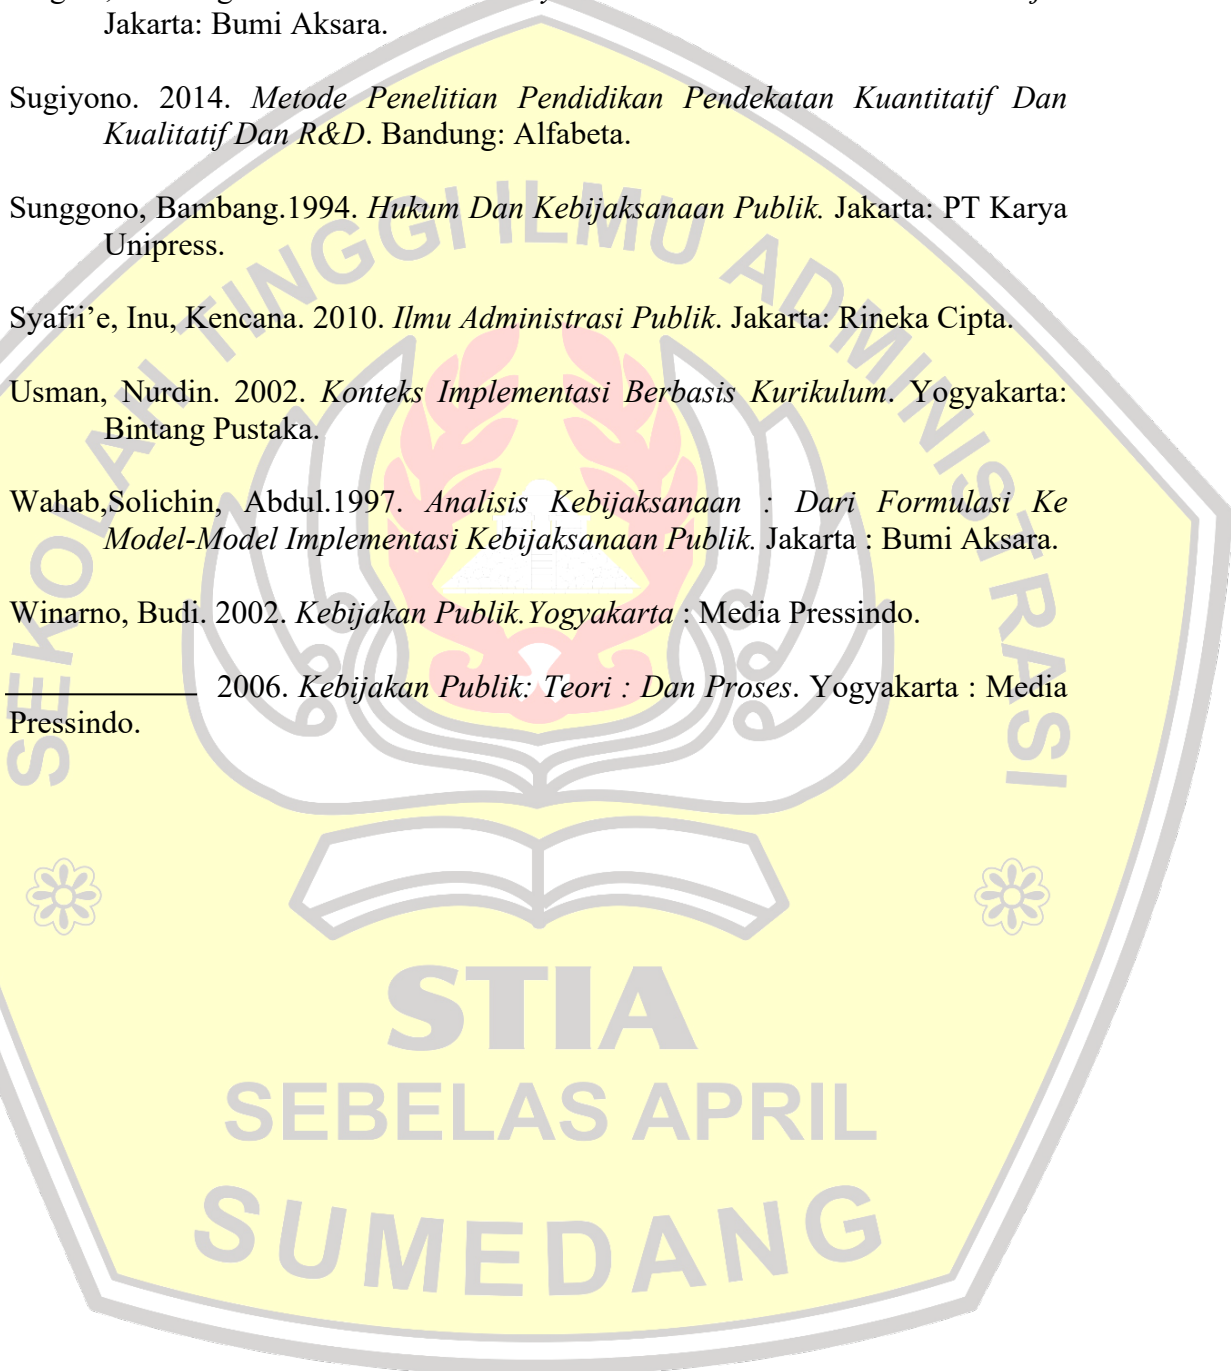 Jakarta: Bumi Aksara.
Sugiyono. 2014. Metode Penelitian Pendidikan Pendekatan Kuantitatif Dan
Kualitatif Dan R&D. Bandung: Alfabeta.
Sunggono, Bambang.1994. Hukum Dan Kebijaksanaan Publik. Jakarta: PT Karya
Unipress.
Syafii’e, Inu, Kencana. 2010. Ilmu Administrasi Publik. Jakarta: Rineka Cipta.
Usman, Nurdin. 2002. Konteks Implementasi Berbasis Kurikulum. Yogyakarta:
Bintang Pustaka.
Wahab,Solichin, Abdul.1997. Analisis Kebijaksanaan : Dari Formulasi Ke
Model-Model Implementasi Kebijaksanaan Publik. Jakarta : Bumi Aksara.
Winarno, Budi. 2002. Kebijakan Publik.Yogyakarta : Media Pressindo.
2006. Kebijakan Publik: Teori : Dan Proses. Yogyakarta : Media
Pressindo.
SEKOLAH TINGGI ILMU ADMINISTRASI
STIA
SEBELAS APRIL
SUMEDANG